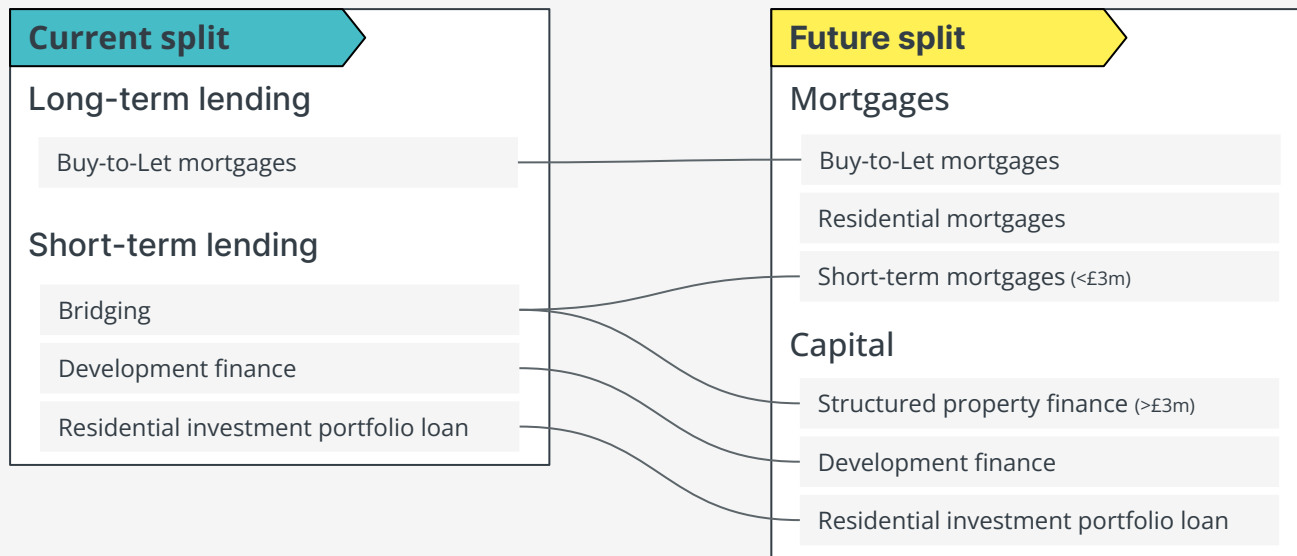 Current split
Long-term lending
Buy-to-Let mortgages
Short-term lending
Bridging
Development finance
Residential investment portfolio loan
Future split
Mortgages
Buy-to-Let mortgages
Residential mortgages
Short-term mortgages (<£3m)
Capital
Structured property finance (>£3m)
Development finance
Residential investment portfolio loan